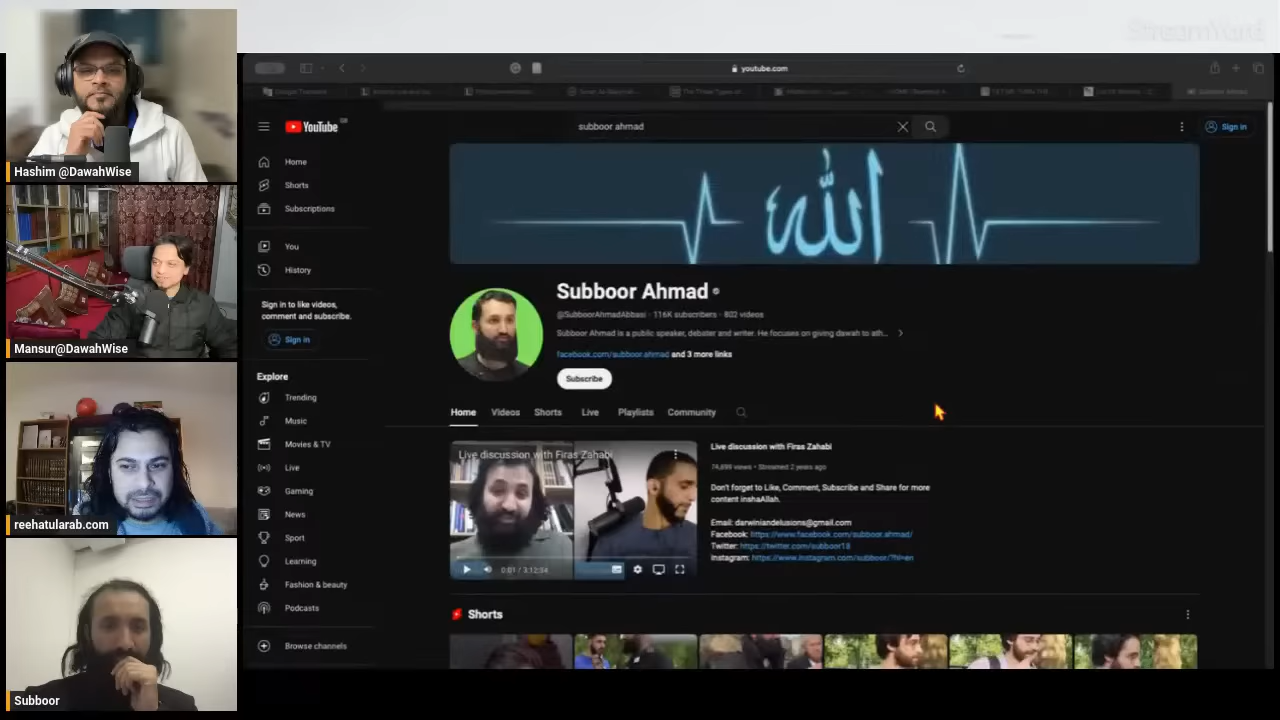 StreamYard
Hashim @DawahWise
Mansur@DawahWise
reehatularab.com
Subboor
youtube.com
YouTube
GB
subboor ahmad
Sign in
Home
Shorts
Subscriptions
You
History
Sign in to like videos,
comment and subscribe.
Sign in
Explore
Trending
Music
Movies & TV
Live
Gaming
News
Sport
Learning
Fashion & beauty
Podcasts
Browse channels
الله
Subboor Ahmad
@SubboorAhmadAbbasi · 116K subscribers · 802 videos
Subboor Ahmad is a public speaker, debater and writer. He focuses on giving dawah to ath...
facebook.com/subboor.ahmad and 3 more links
Subscribe
Home Videos Shorts Live Playlists Community
Live discussion with Firas Zahabi
0:01 / 3:12:54
Live discussion with Firas Zahabi
74,899 views • Streamed 2 years ago
Don't forget to Like, Comment, Subscribe and Share for more
content inshaAllah.
Email: darwiniandelusions@gmail.com
Facebook: https://www.facebook.com/subboor.ahmad/
Twitter: https://twitter.com/subboor18
Instagram: https://www.instagram.com/subboor/?hl=en
Shorts